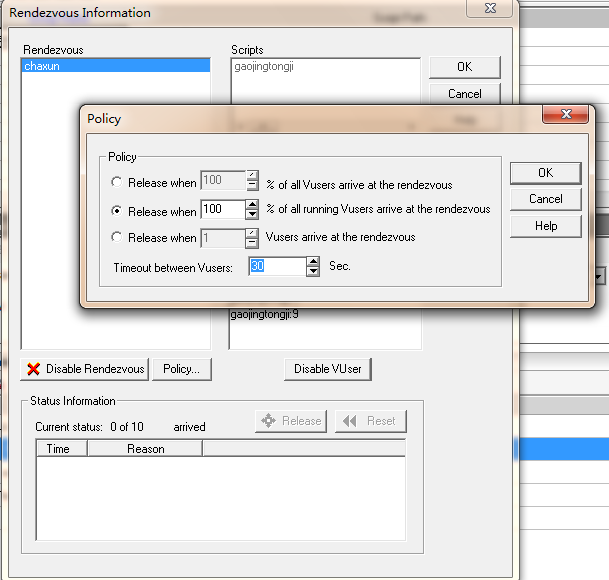 Rendezvous Information
Script Path
Rendezvous
Scripts
chaxun
gaojingtongji
OK
Cancel
Help
Policy
Policy
Release when 100 % of all Vusers arrive at the rendezvous
Release when 100 % of all running Vusers arrive at the rendezvous
Release when 1 Vusers arrive at the rendezvous
Timeout between Vusers: 30 Sec.
OK
Cancel
Help
gaojingtongji:9
Disable Rendezvous
Policy...
Disable VUser
Status Information
Current status: 0 of 10 arrived
Release
Reset
Time
Reason